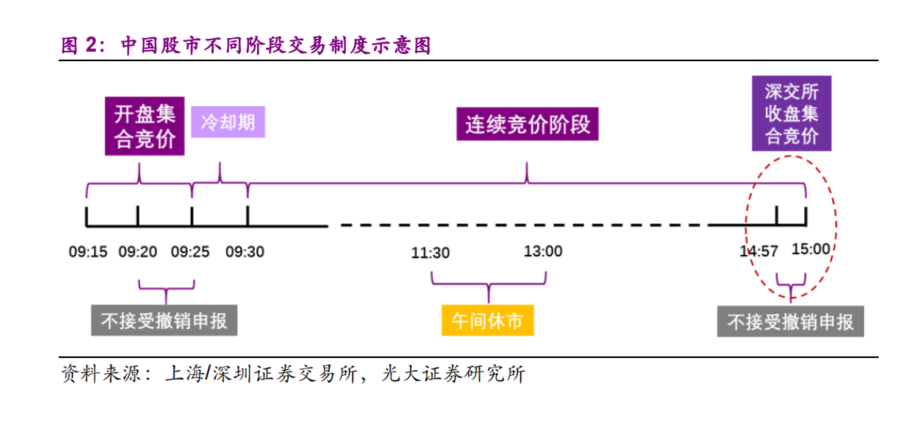 图 2：中国股市不同阶段交易制度示意图
开盘集
合竞价
冷却期
连续竞价阶段
深交所
收盘集
合竞价
09:15
09:20
09:25
09:30
11:30
13:00
14:57
15:00
不接受撤销申报
午间休市
不接受撤销申报
资料来源：上海/深圳证券交易所，光大证券研究所